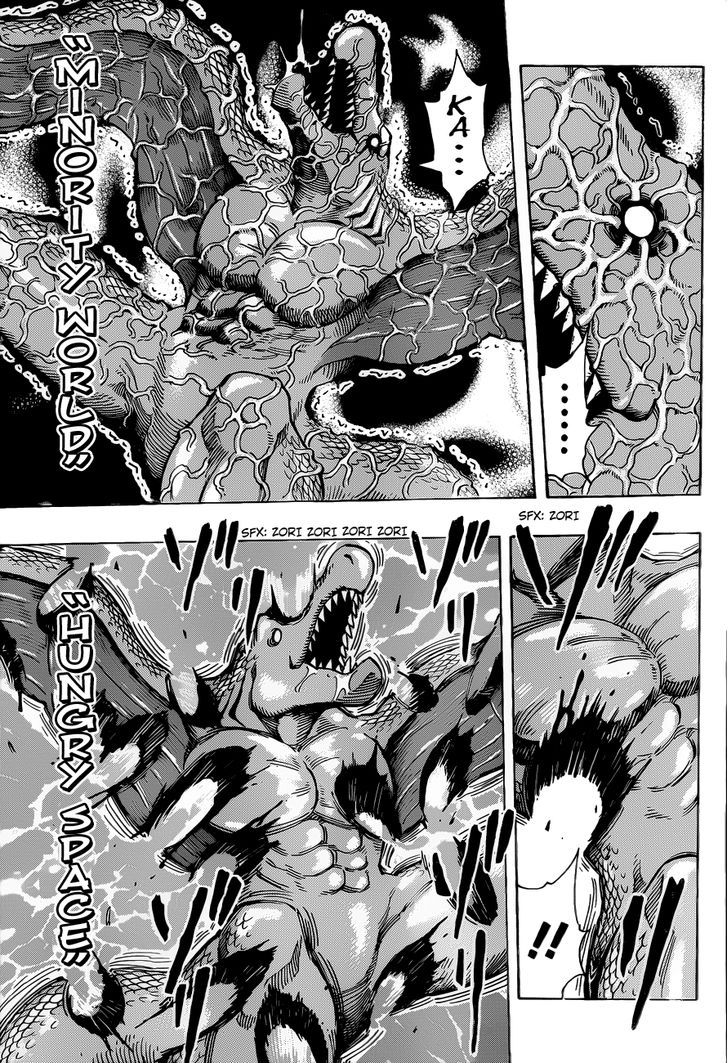 ......
KA....
"MINORITY WORLD"
SFX: ZORI
!!
SFX: ZORI ZORI ZORI ZORI
"HUNGRY SPACE"